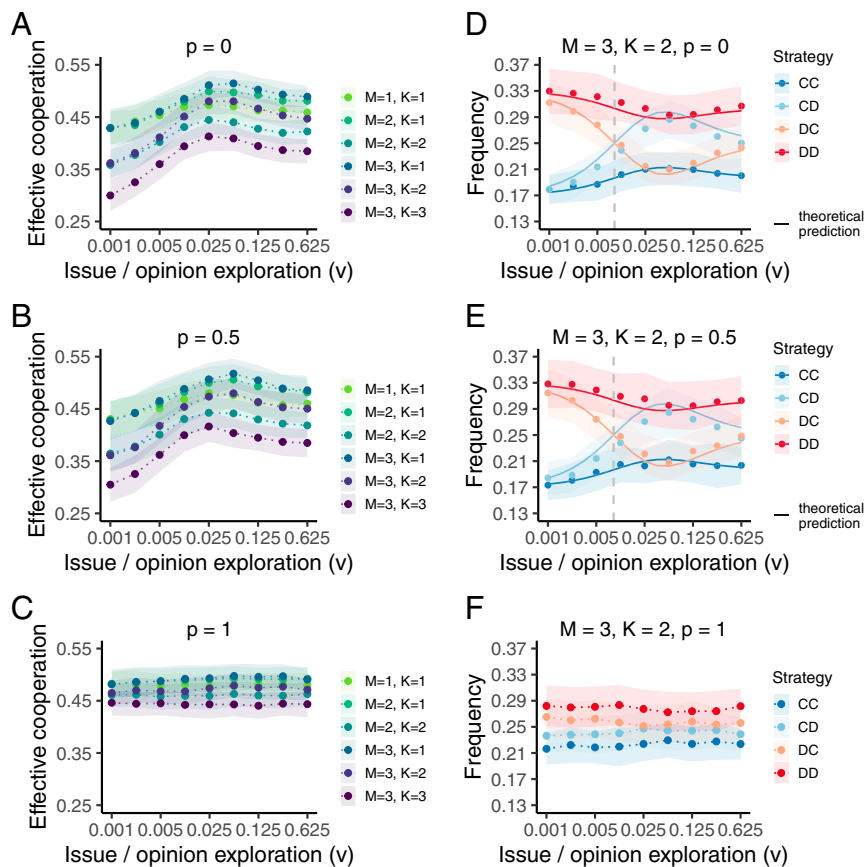 A
p = 0
Effective cooperation
0.55
0.45
0.35
0.25
0.001 0.005 0.025 0.125 0.625
Issue / opinion exploration (v)
M=1, K=1
M=2, K=1
M=2, K=2
M=3, K=1
M=3, K=2
M=3, K=3
D
M = 3, K = 2, p = 0
Frequency
0.37
0.33
0.29
0.25
0.21
0.17
0.13
0.001 0.005 0.025 0.125 0.625
Issue / opinion exploration (v)
Strategy
CC
CD
DC
DD
theoretical
prediction
B
p = 0.5
Effective cooperation
0.55
0.45
0.35
0.25
0.001 0.005 0.025 0.125 0.625
Issue / opinion exploration (v)
M=1, K=1
M=2, K=1
M=2, K=2
M=3, K=1
M=3, K=2
M=3, K=3
E
M = 3, K = 2, p = 0.5
Frequency
0.37
0.33
0.29
0.25
0.21
0.17
0.13
0.001 0.005 0.025 0.125 0.625
Issue / opinion exploration (v)
Strategy
CC
CD
DC
DD
theoretical
prediction
C
p = 1
Effective cooperation
0.55
0.45
0.35
0.25
0.001 0.005 0.025 0.125 0.625
Issue / opinion exploration (v)
M=1, K=1
M=2, K=1
M=2, K=2
M=3, K=1
M=3, K=2
M=3, K=3
F
M = 3, K = 2, p = 1
Frequency
0.37
0.33
0.29
0.25
0.21
0.17
0.13
0.001 0.005 0.025 0.125 0.625
Issue / opinion exploration (v)
Strategy
CC
CD
DC
DD